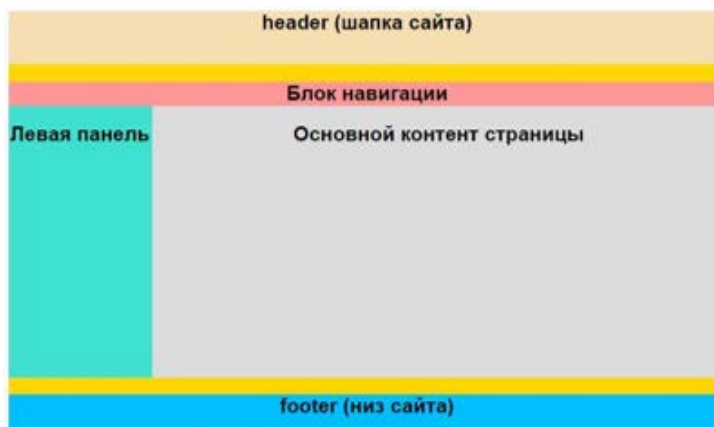 header (шапка сайта)
Блок навигации
Левая панель
Основной контент страницы
footer (низ сайта)